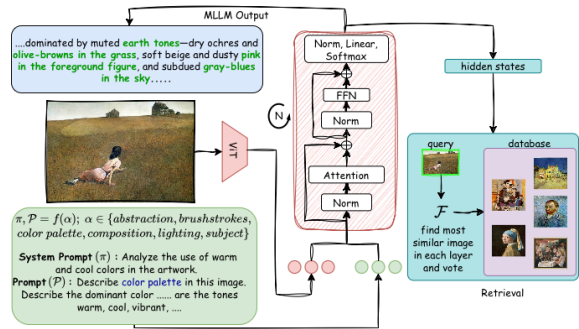 MLLM Output
....dominated by muted earth tones—dry ochres and
olive-browns in the grass, soft beige and dusty pink
in the foreground figure, and subdued gray-blues
in the sky.....
ViT
π, 𝒫 = f(α); α ∈ {abstraction, brushstrokes,
color palette, composition, lighting, subject}
System Prompt (π) : Analyze the use of warm
and cool colors in the artwork.
Prompt (𝒫) : Describe color palette in this image.
Describe the dominant color ...... are the tones
warm, cool, vibrant, ....
Norm, Linear,
Softmax
FFN
Norm
N
Attention
Norm
hidden states
query
database
ℱ
find most
similar image
in each layer
and vote
Retrieval